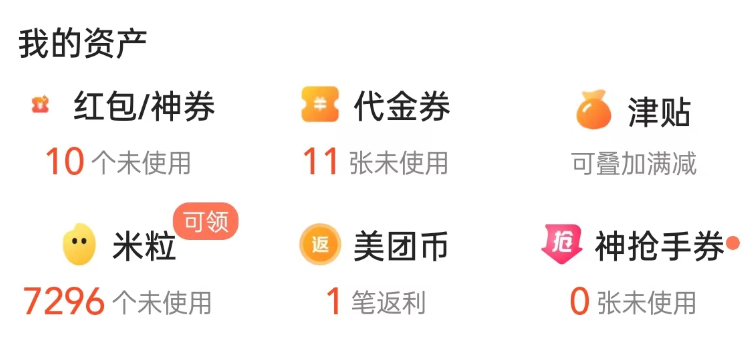 我的资产
红包/神券
代金券
津贴
10 个未使用
11 张未使用
可叠加满减
米粒
可领
返
美团币
抢
神抢手券
7296 个未使用
1 笔返利
0 张未使用